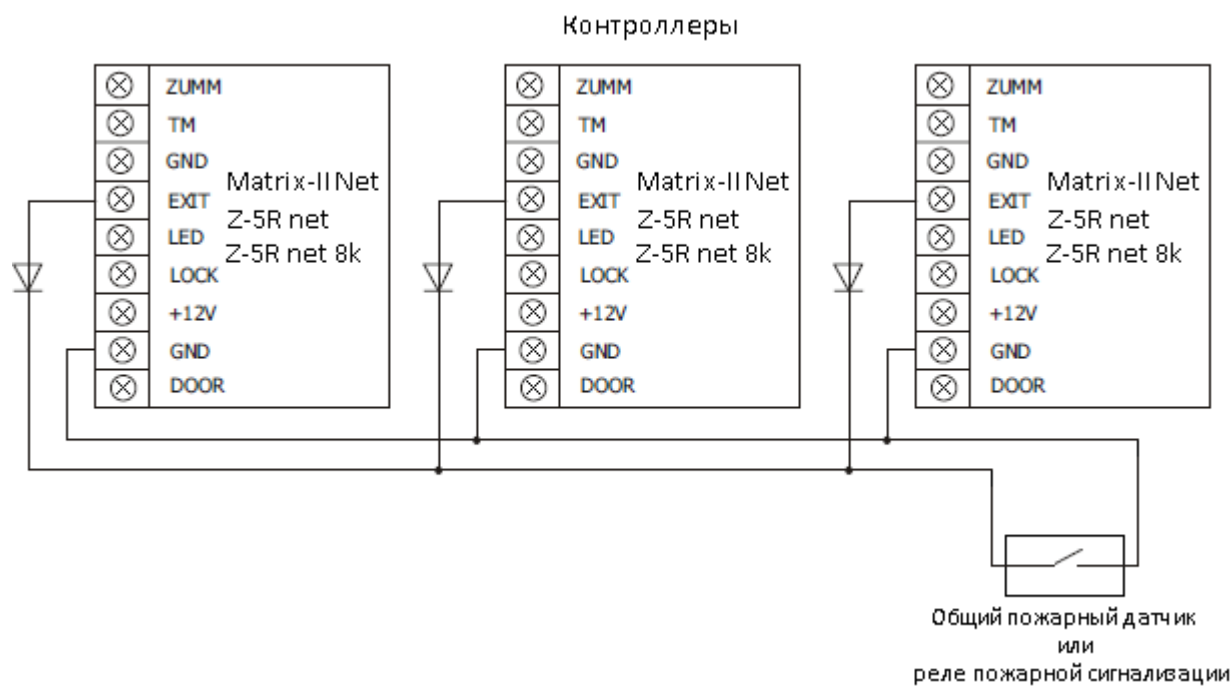 Контроллеры
ZUMM
TM
GND
EXIT
LED
LOCK
+12V
GND
DOOR
Matrix-II Net
Z-5R net
Z-5R net 8k
ZUMM
TM
GND
EXIT
LED
LOCK
+12V
GND
DOOR
Matrix-II Net
Z-5R net
Z-5R net 8k
ZUMM
TM
GND
EXIT
LED
LOCK
+12V
GND
DOOR
Matrix-II Net
Z-5R net
Z-5R net 8k
Общий пожарный датчик
или
реле пожарной сигнализации